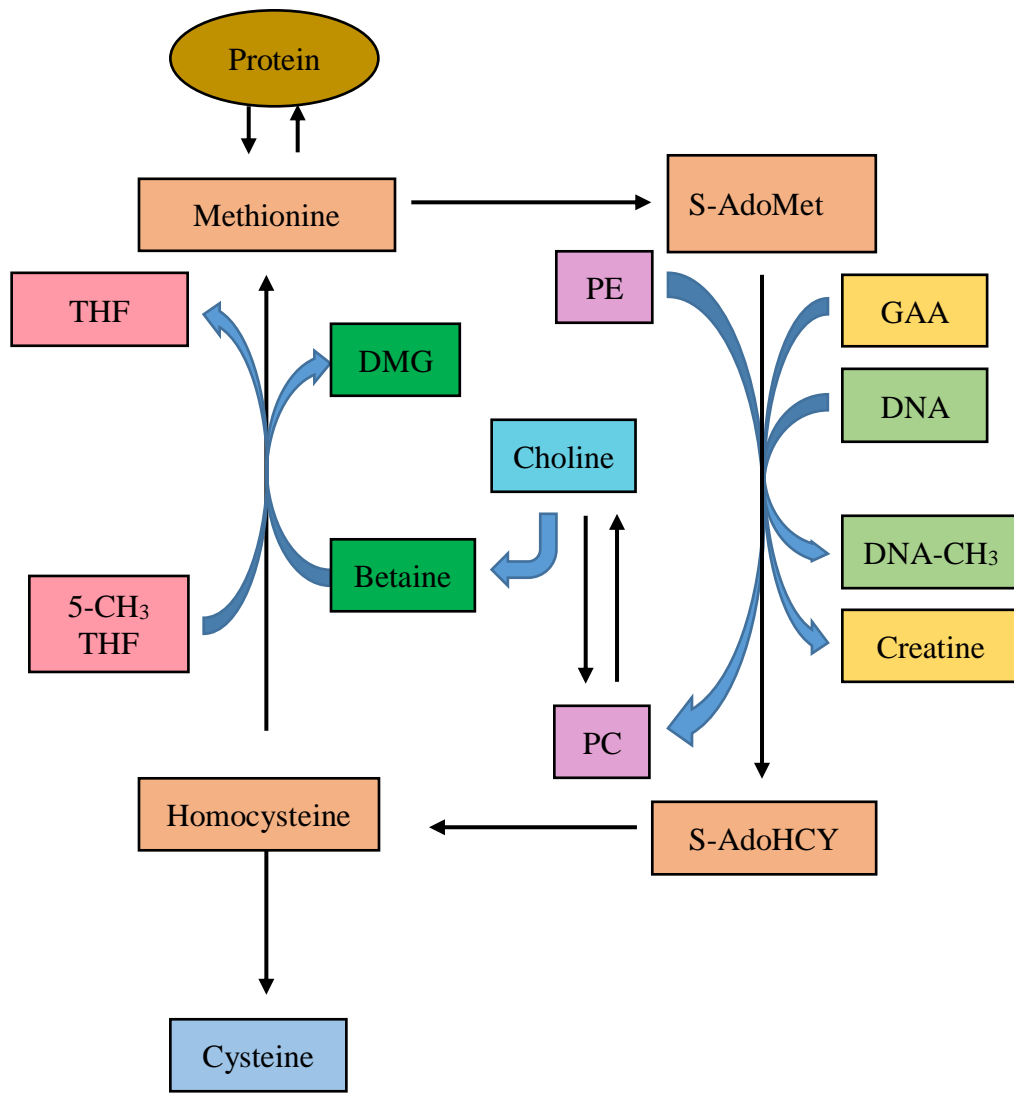 Protein
Methionine
S-AdoMet
THF
PE
GAA
DMG
DNA
Choline
Betaine
DNA-CH₃
5-CH₃
THF
Creatine
PC
Homocysteine
S-AdoHCY
Cysteine